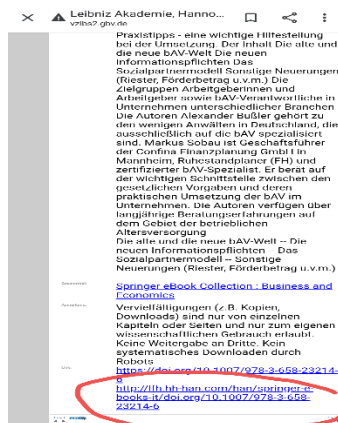 Leibniz Akademie, Hanno...
vzlbs2.gbv.de
Praxistipps - eine wichtige Hilfestellung
bei der Umsetzung. Der Inhalt Die alte und
die neue bAV-Welt Die neuen
Informationspflichten Das
Sozialpartnermodell Sonstige Neuerungen
(Riester, Förderbetrag u.v.m.) Die
Zielgruppen Arbeitgeberinnen und
Arbeitgeber sowie bAV-Verantwortliche in
Unternehmen unterschiedlicher Branchen
Die Autoren Alexander Bußler gehört zu
den wenigen Anwälten in Deutschland, die
ausschließlich auf die bAV spezialisiert
sind. Markus Sobau ist Geschäftsführer
der Confina Finanzplanung GmbH in
Mannheim, Ruhestandplaner (FH) und
zertifizierter bAV-Spezialist. Er berät auf
der wichtigen Schnittstelle zwischen den
gesetzlichen Vorgaben und deren
praktischen Umsetzung der bAV im
Unternehmen. Die Autoren verfügen über
langjährige Beratungserfahrungen auf
dem Gebiet der betrieblichen
Altersversorgung
Die alte und die neue bAV-Welt -- Die
neuen Informationspflichten -- Das
Sozialpartnermodell -- Sonstige
Neuerungen (Riester, Förderbetrag u.v.m.)
Springer eBook Collection : Business and
Economics
Vervielfältigungen (z.B. Kopien,
Downloads) sind nur von einzelnen
Kapiteln oder Seiten und nur zum eigenen
wissenschaftlichen Gebrauch erlaubt.
Keine Weitergabe an Dritte. Kein
systematisches Downloaden durch
Robots
URL:
https://doi.org/10.1007/978-3-658-23214-
6
http://lfh.hh-han.com/han/springer-e-
books-it/doi.org/10.1007/978-3-658-
23214-6